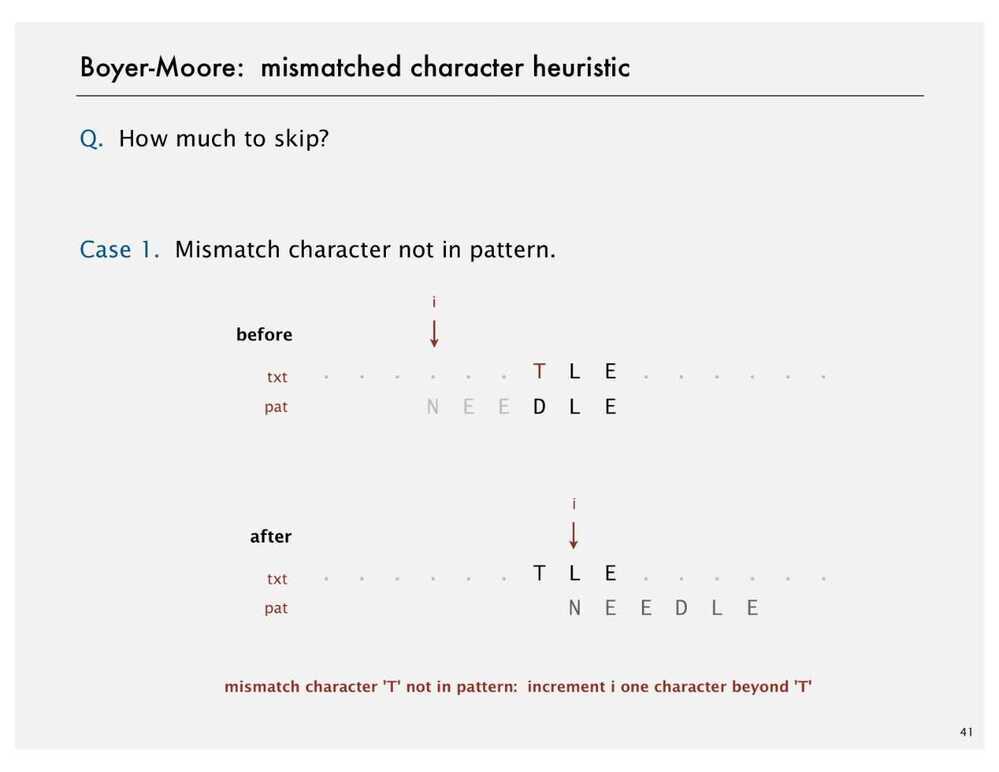 Boyer-Moore: mismatched character heuristic
Q. How much to skip?
Case 1. Mismatch character not in pattern.
i
before
txt . . . . . . T L E . . . . . .
pat N E E D L E
i
after
txt . . . . . . T L E . . . . . .
pat N E E D L E
mismatch character 'T' not in pattern: increment i one character beyond 'T'
41